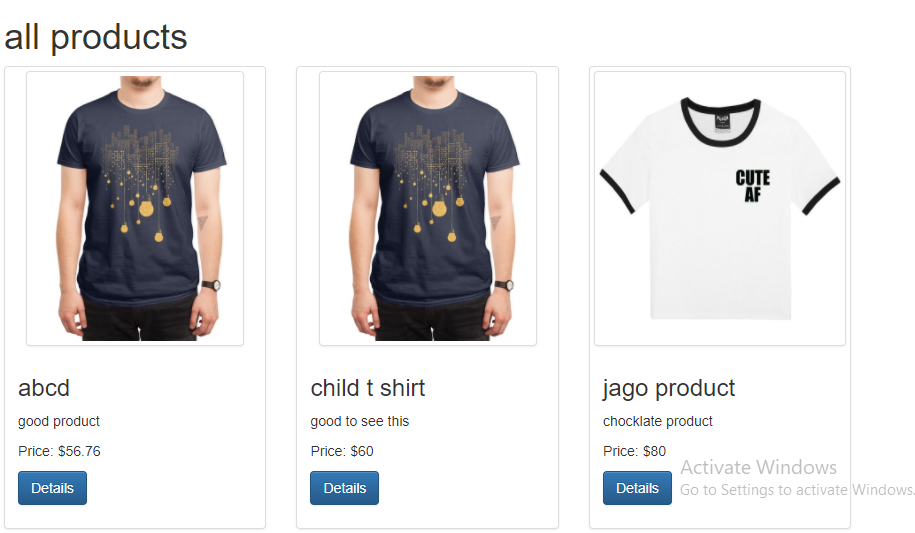 all products
CUTE
AF
abcd
good product
Price: $56.76
Details
child t shirt
good to see this
Price: $60
Details
jago product
chocklate product
Price: $80
Details
Activate Windows
Go to Settings to activate Windows.